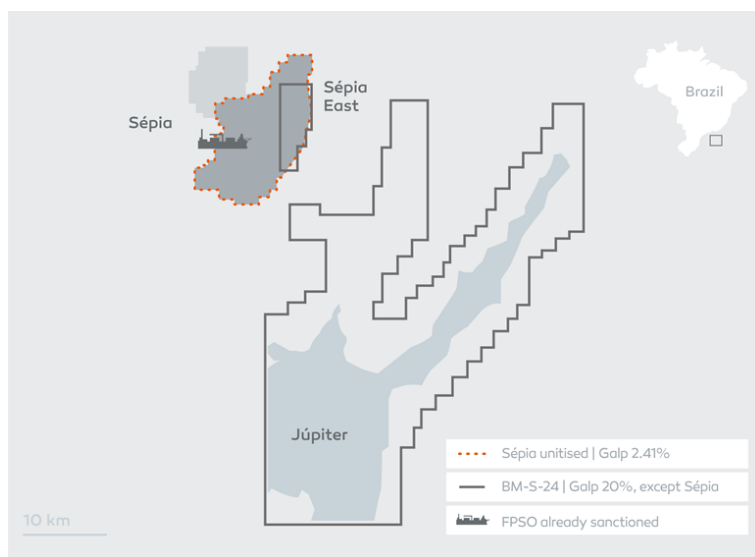 Sépia
East
Brazil
Sépia
Júpiter
Sépia unitised | Galp 2.41%
BM-S-24 | Galp 20%, except Sépia
FPSO already sanctioned
10 km